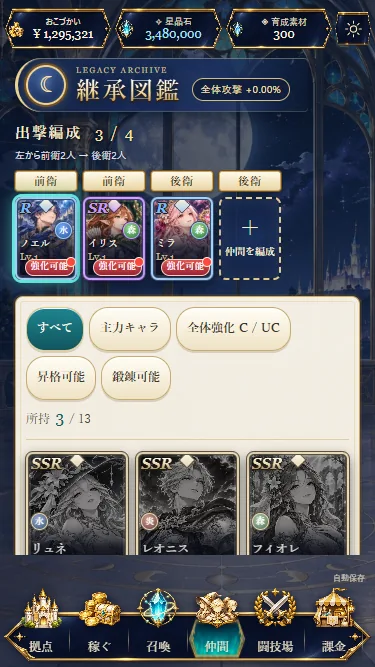 おこづかい
¥1,295,321
星晶石
3,480,000
育成素材
300
LEGACY ARCHIVE
継承図鑑
全体攻撃 +0.00%
出撃編成 3 / 4
左から前衛2人 → 後衛2人
前衛 前衛 後衛 後衛
R SR R
水 森 森
ノエル イリス ミラ
強化可能 強化可能 強化可能
+
仲間を編成
すべて 主力キャラ 全体強化 C / UC
昇格可能 鍛錬可能
所持 3 / 13
SSR SSR SSR
水 炎 森
リュネ レオニス フィオレ
自動保存
拠点 稼ぐ 召喚 仲間 闘技場 課金